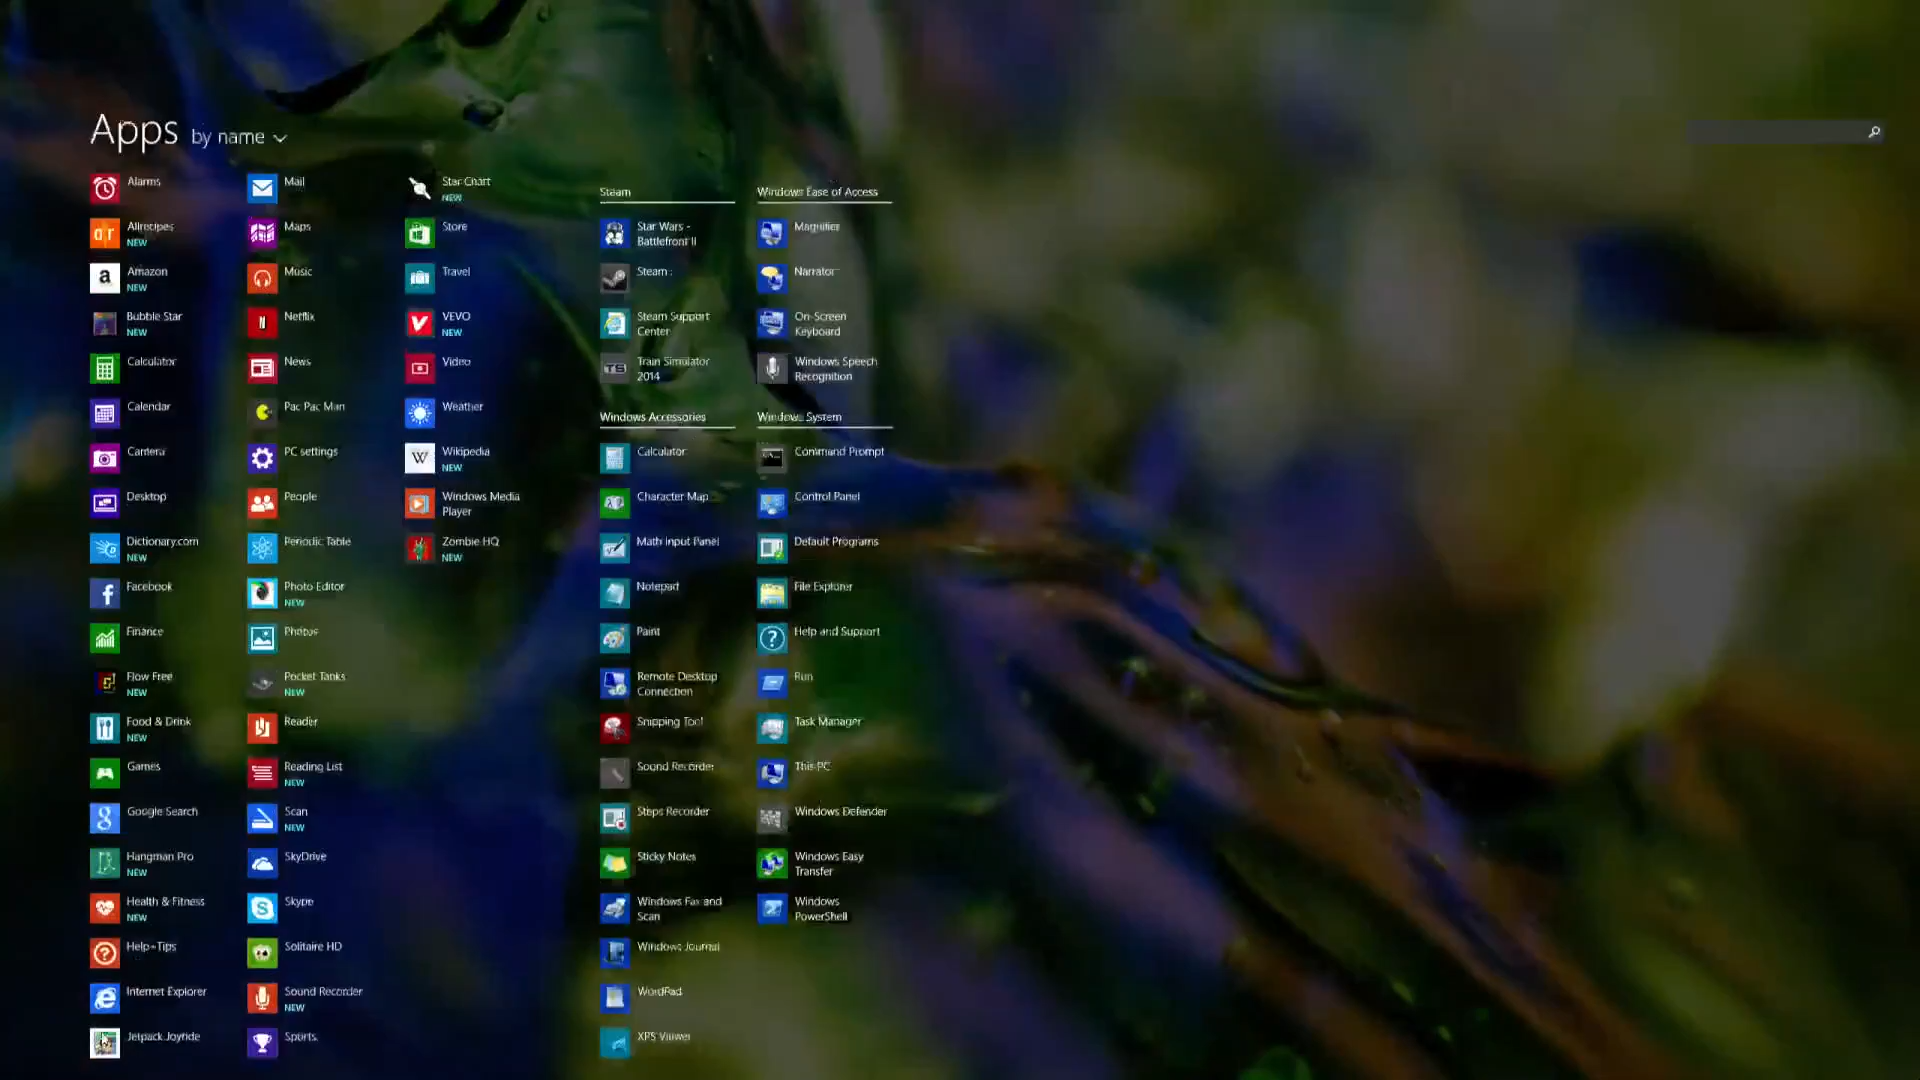 Apps by name
Alarms
Allrecipes
NEW
Amazon
NEW
Bubble Star
NEW
Calculator
Calendar
Camera
Desktop
Dictionary.com
NEW
Facebook
Finance
Flow Free
NEW
Food & Drink
NEW
Games
Google Search
Hangman Pro
NEW
Health & Fitness
NEW
Help+Tips
Internet Explorer
Jetpack Joyride
Mail
Maps
Music
Netflix
News
Pac Pac Man
PC settings
People
Periodic Table
Photo Editor
NEW
Photos
Pocket Tanks
NEW
Reader
Reading List
NEW
Scan
NEW
SkyDrive
Skype
Solitaire HD
Sound Recorder
NEW
Sports
Star Chart
NEW
Store
Travel
VEVO
NEW
Video
Weather
Wikipedia
NEW
Windows Media
Player
Zombie HQ
NEW
Steam
Star Wars -
Battlefront II
Steam
Steam Support
Center
Train Simulator
2014
Windows Accessories
Calculator
Character Map
Math Input Panel
Notepad
Paint
Remote Desktop
Connection
Snipping Tool
Sound Recorder
Steps Recorder
Sticky Notes
Windows Fax and
Scan
Windows Journal
WordPad
XPS Viewer
Windows Ease of Access
Magnifier
Narrator
On-Screen
Keyboard
Windows Speech
Recognition
Windows System
Command Prompt
Control Panel
Default Programs
File Explorer
Help and Support
Run
Task Manager
This PC
Windows Defender
Windows Easy
Transfer
Windows
PowerShell